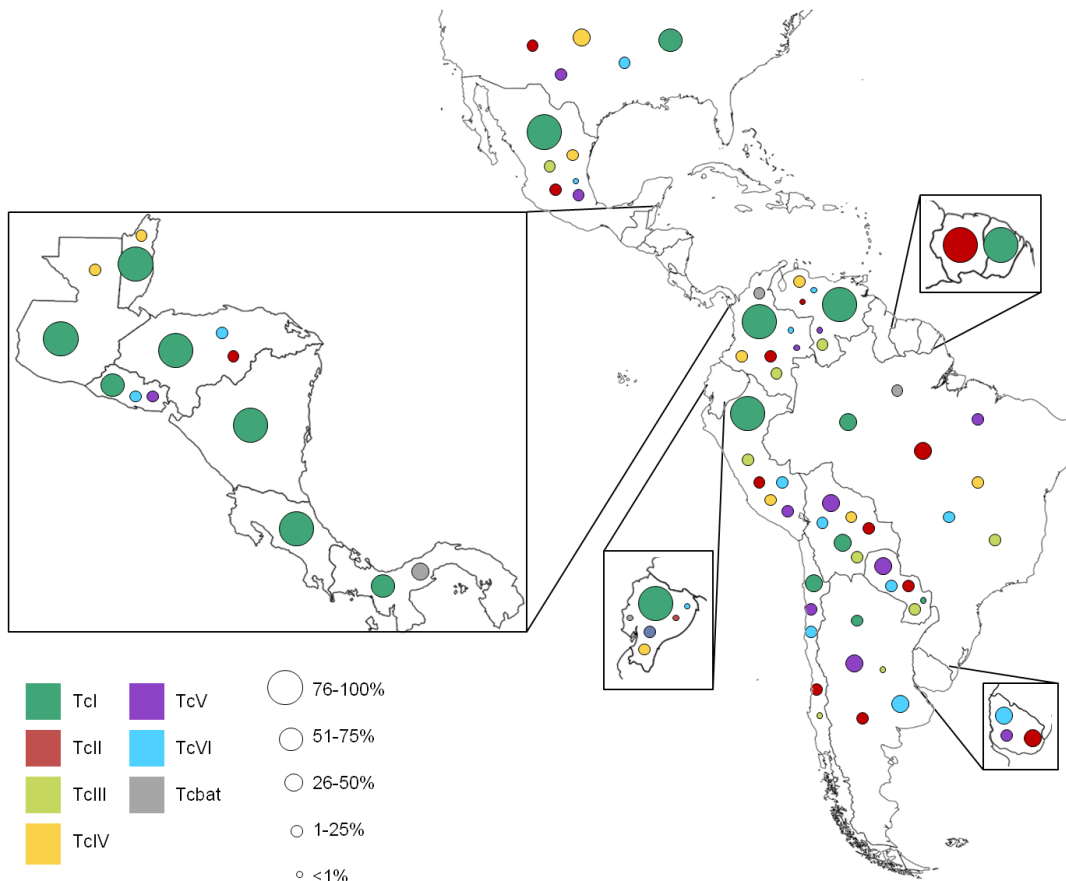 TcI
TcII
TcIII
TcIV
TcV
TcVI
Tcbat
76-100%
51-75%
26-50%
1-25%
<1%